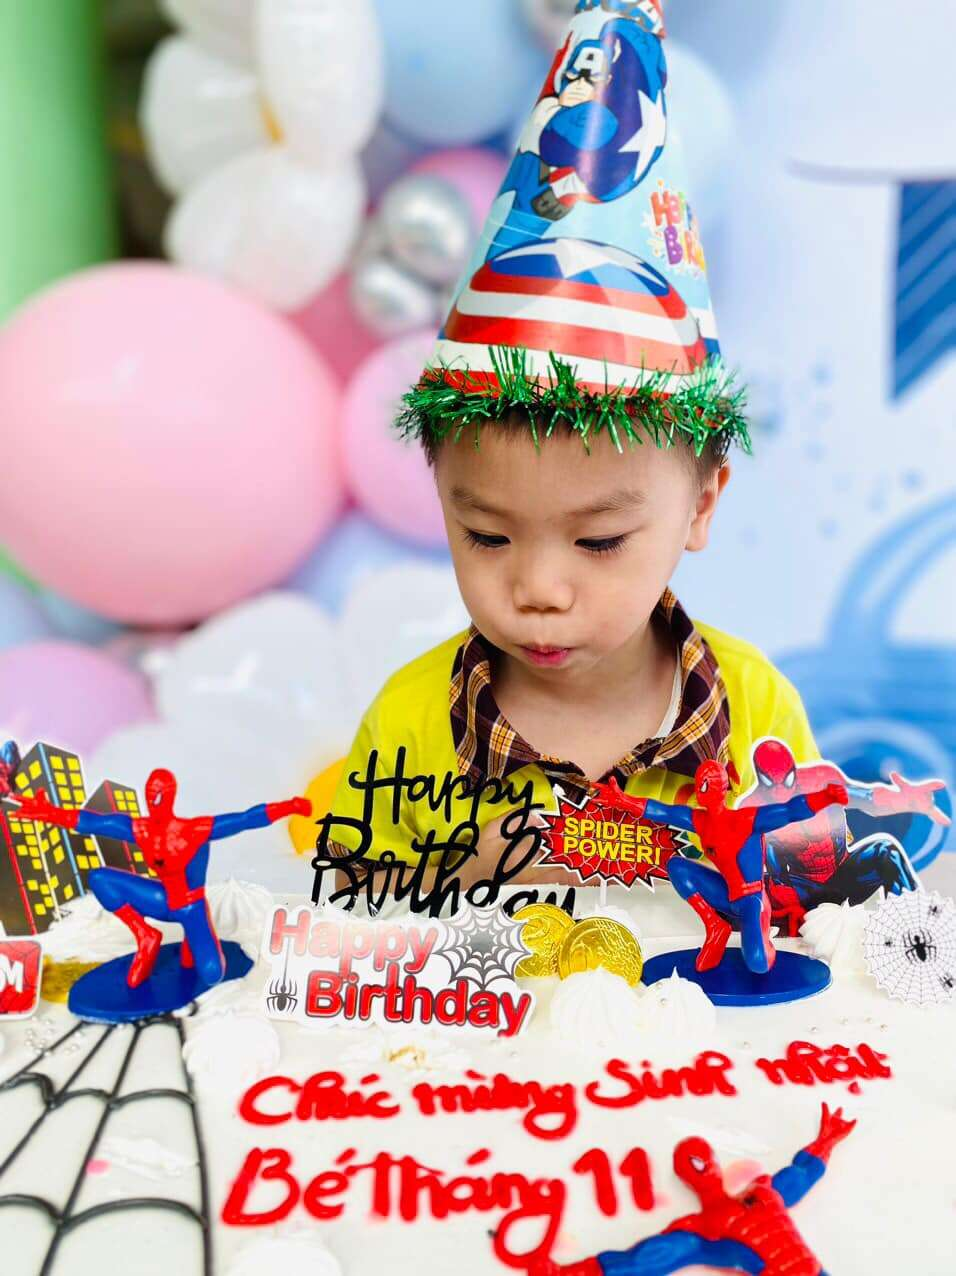 Happy
Birthday
SPIDER
POWER!
Happy
Birthday
Chúc mừng Sinh nhật
Bé tháng 11